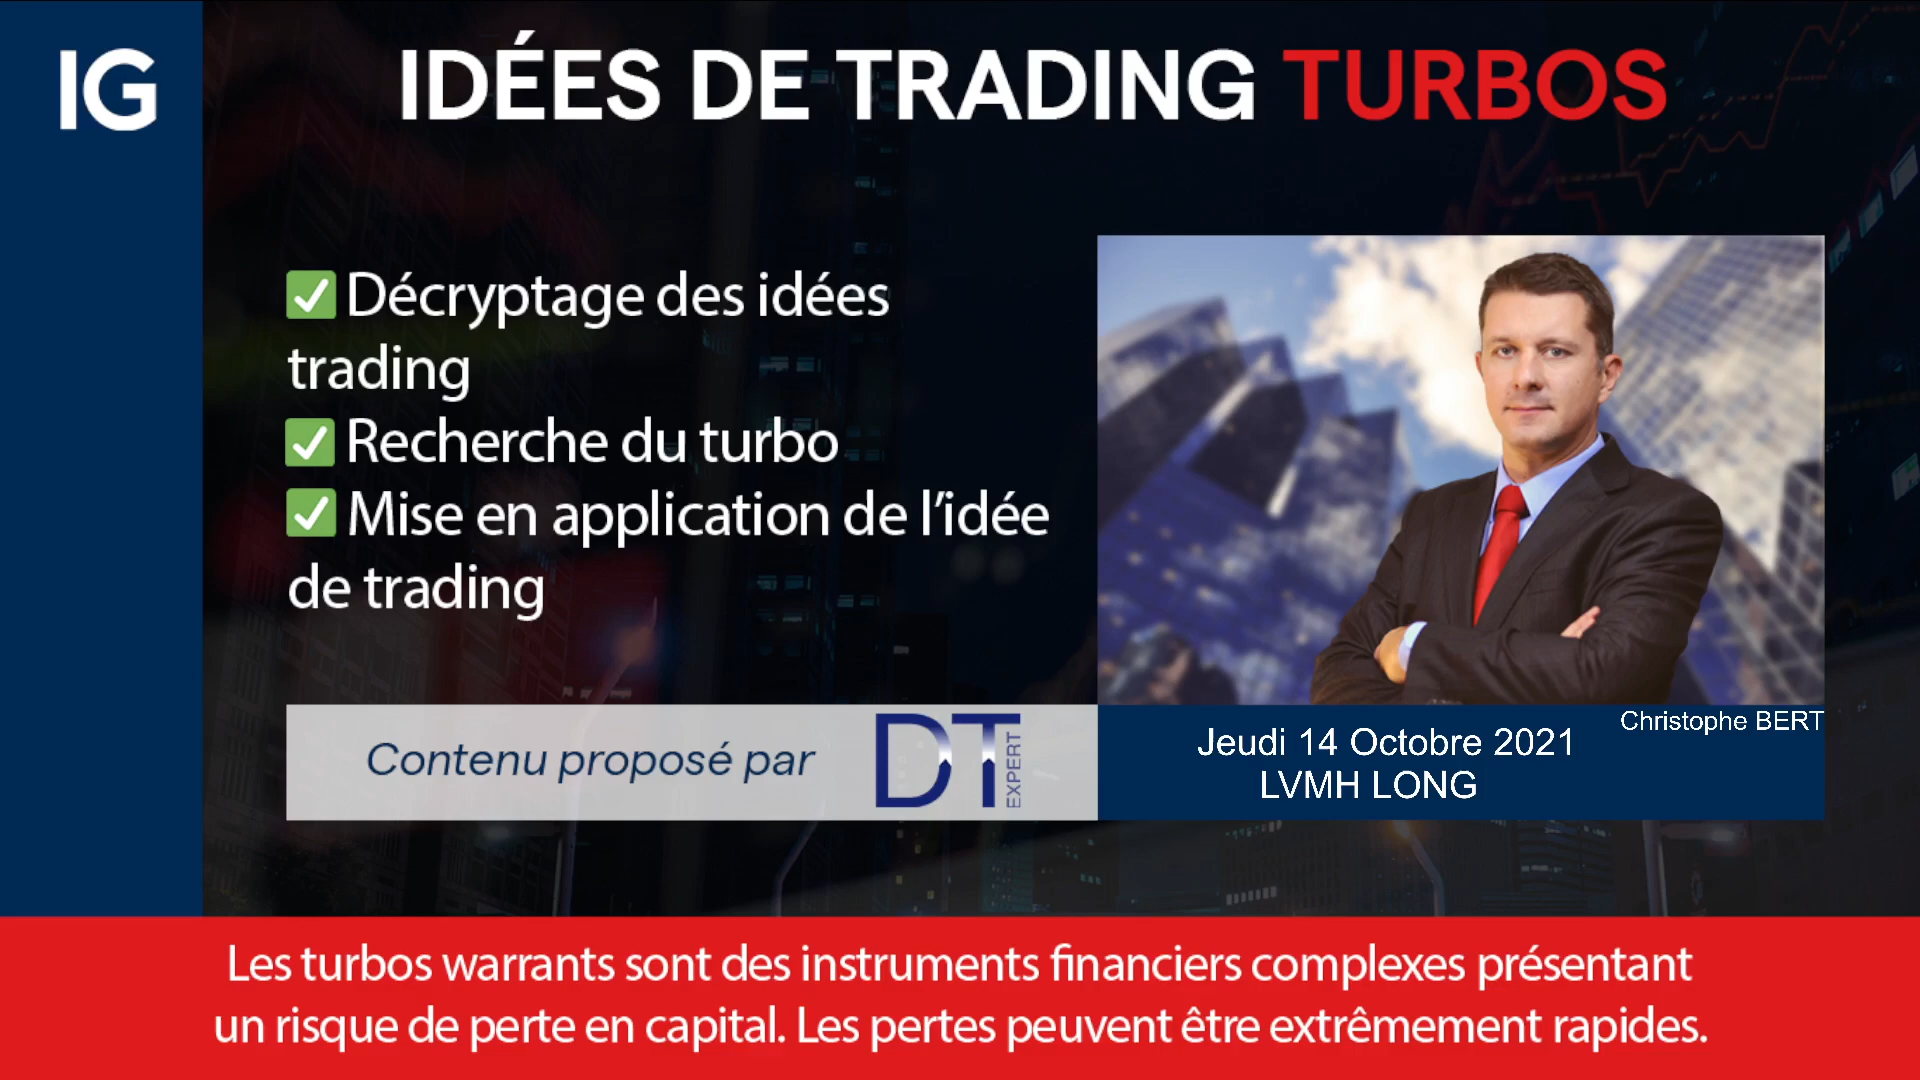 IG
IDÉES DE TRADING TURBOS
✅ Décryptage des idées
trading
✅ Recherche du turbo
✅ Mise en application de l’idée
de trading
Contenu proposé par
DT
EXPERT
Christophe BERT
Jeudi 14 Octobre 2021
LVMH LONG
Les turbos warrants sont des instruments financiers complexes présentant
un risque de perte en capital. Les pertes peuvent être extrêmement rapides.